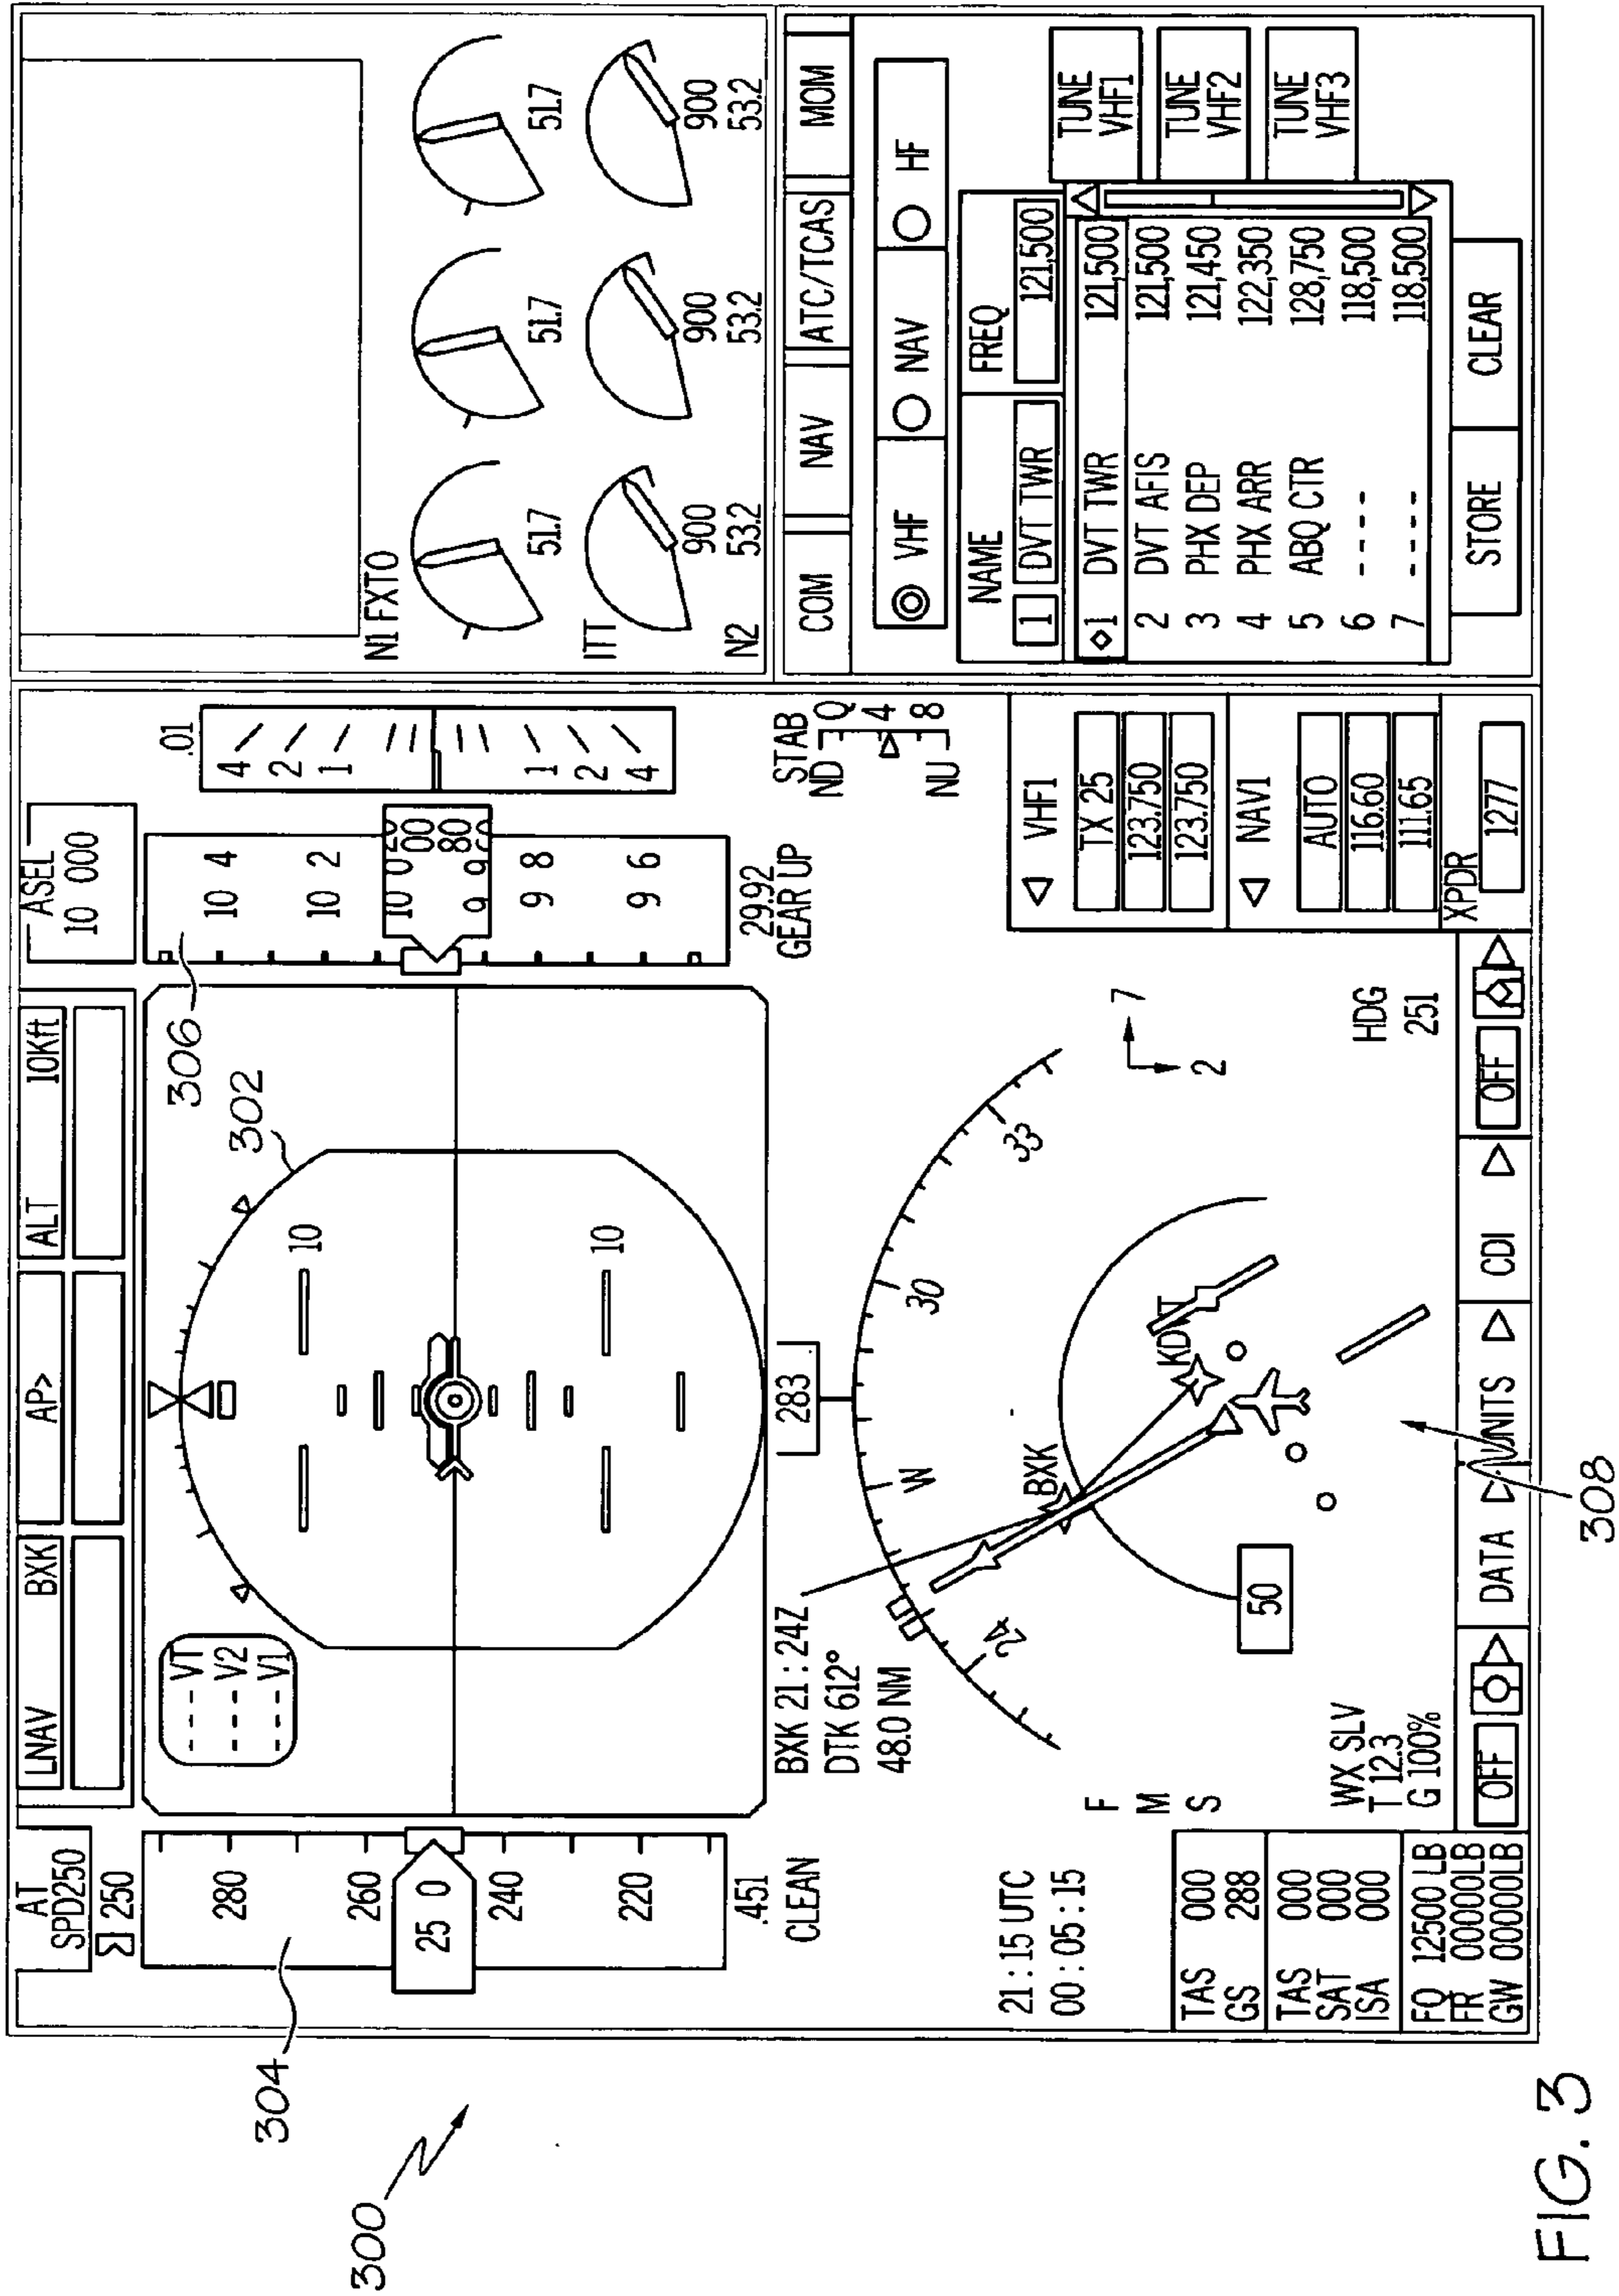 AT
SPD250
250
280
260
25 0
240
220
.451
CLEAN
LNAV BXK
AP>
ALT 10Kft
--- VT
--- V2
--- V1
10
10
302
304
306
ASEL
10 000
10 4
10 2
10 0
9 9
9 8
9 6
29.92
GEAR UP
.01
4
2
1
1
2
4
STAB
ND
NU
4
8
283
BXK 21 : 24Z
DTK 612°
48.0 NM
24
W
30
33
BXK
50
7
2
HDG
251
F
M
S
21 : 15 UTC
00 : 05 : 15
WX SLV
T 12.3
G 100%
TAS 000
GS 288
TAS 000
SAT 000
ISA 000
FQ 12500 LB
FR 00000LB
GW 00000LB
OFF
DATA
CDI
OFF
VHF1
TX 25
123.750
123.750
NAV1
AUTO
116.60
111.65
XPDR
1277
N1 FXTO
51.7 51.7 51.7
ITT
900 900 900
N2 53.2 53.2 53.2
COM NAV ATC/TCAS MOM
VHF NAV HF
NAME FREQ
1 DVT TWR 121,500
1 DVT TWR 121,500
2 DVT AFIS 121,500
3 PHX DEP 121,450
4 PHX ARR 122,350
5 ABQ CTR 128,750
6 ---- 118,500
7 ---- 118,500
TUNE
VHF1
TUNE
VHF2
TUNE
VHF3
STORE CLEAR
300
308
FIG. 3